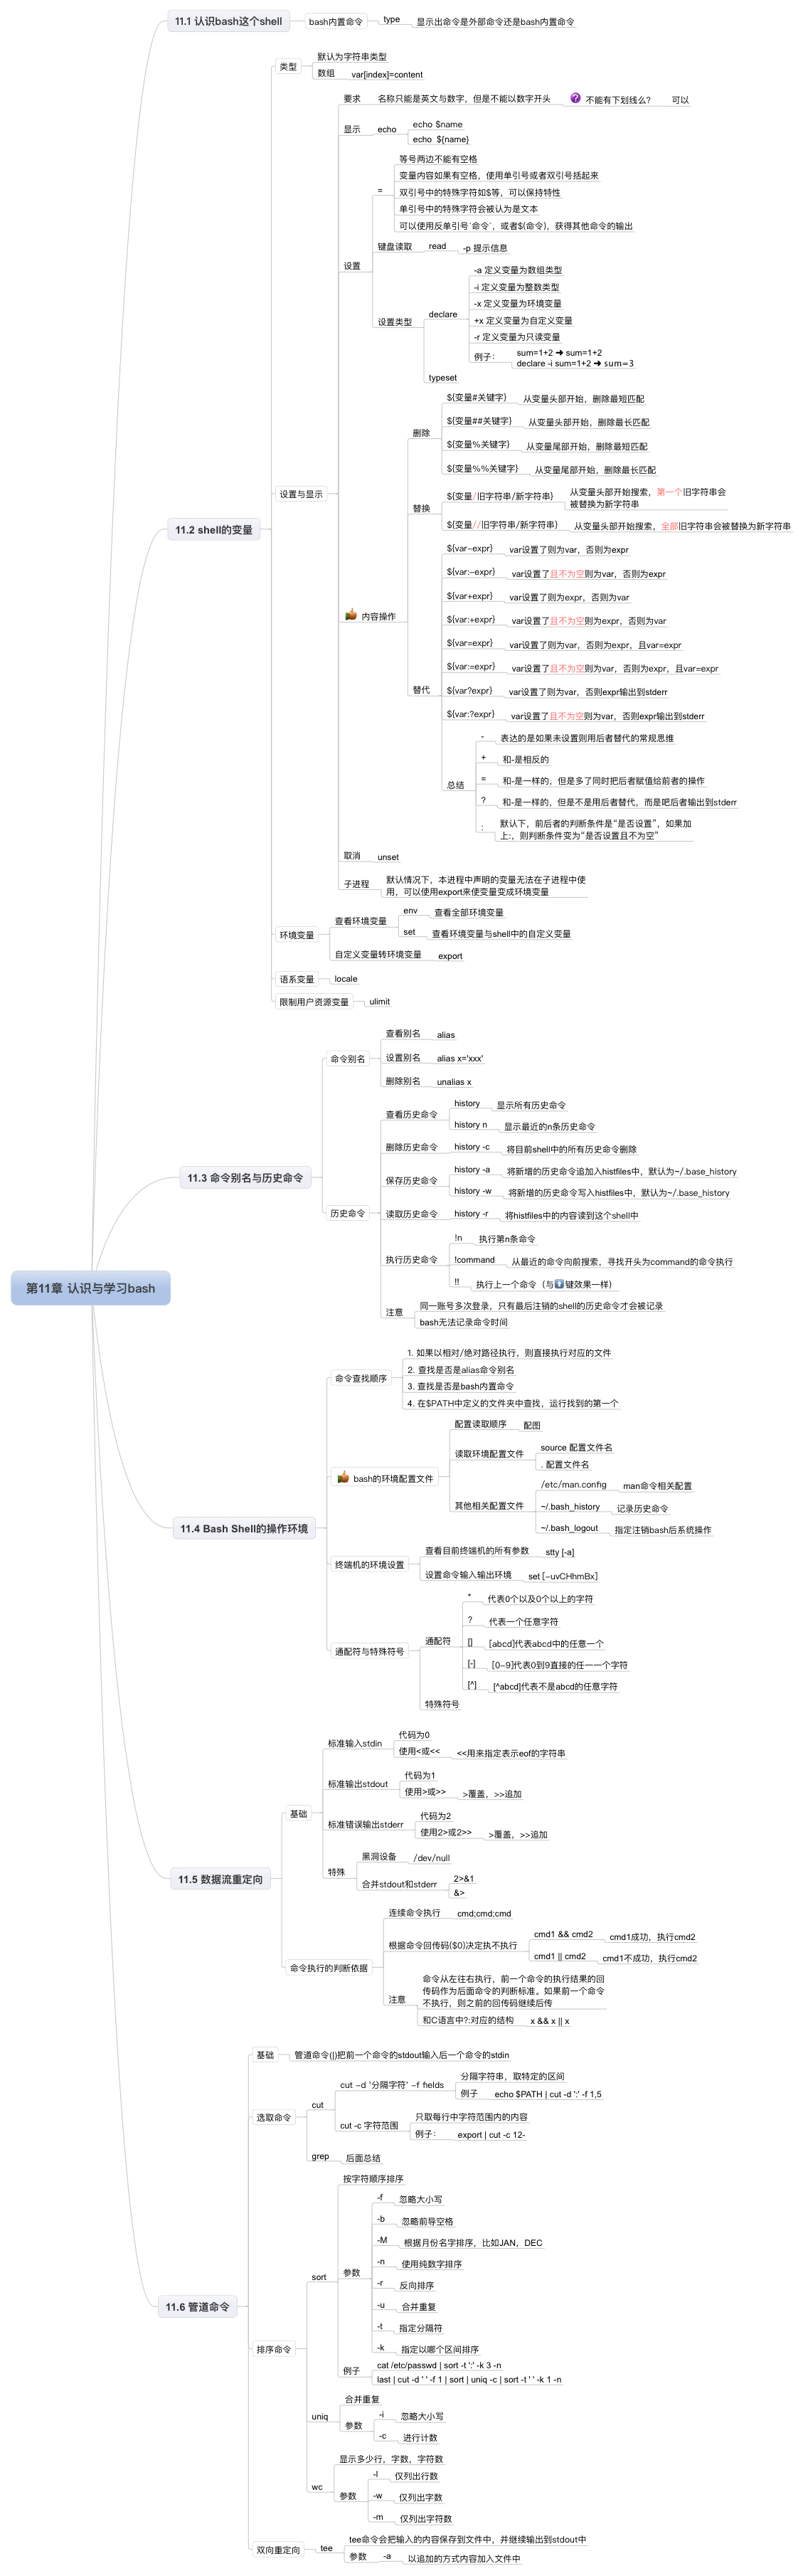 第11章 认识与学习bash
11.1 认识bash这个shell
bash内置命令
type
显示出命令是外部命令还是bash内置命令
11.2 shell的变量
类型
默认为字符串类型
数组
var[index]=content
设置与显示
要求
名称只能是英文与数字，但是不能以数字开头
不能有下划线么？
可以
显示
echo
echo $name
echo ${name}
设置
=
等号两边不能有空格
变量内容如果有空格，使用单引号或者双引号括起来
双引号中的特殊字符如$等，可以保持特性
单引号中的特殊字符会被认为是文本
可以使用反单引号`命令`，或者$(命令)，获得其他命令的输出
键盘读取
read
-p 提示信息
设置类型
declare
-a 定义变量为数组类型
-i 定义变量为整数类型
-x 定义变量为环境变量
+x 定义变量为自定义变量
-r 定义变量为只读变量
例子：
sum=1+2 ➜ sum=1+2
declare -i sum=1+2 ➜ sum=3
typeset
内容操作
删除
${变量#关键字}
从变量头部开始，删除最短匹配
${变量##关键字}
从变量头部开始，删除最长匹配
${变量%关键字}
从变量尾部开始，删除最短匹配
${变量%%关键字}
从变量尾部开始，删除最长匹配
替换
${变量/旧字符串/新字符串}
从变量头部开始搜索，第一个旧字符串会
被替换为新字符串
${变量//旧字符串/新字符串}
从变量头部开始搜索，全部旧字符串会被替换为新字符串
替代
${var-expr}
var设置了则为var，否则为expr
${var:-expr}
var设置了且不为空则为var，否则为expr
${var+expr}
var设置了则为expr，否则为var
${var:+expr}
var设置了且不为空则为expr，否则为var
${var=expr}
var设置了则为var，否则为expr，且var=expr
${var:=expr}
var设置了且不为空则为var，否则为expr，且var=expr
${var?expr}
var设置了则为var，否则expr输出到stderr
${var:?expr}
var设置了且不为空则为var，否则expr输出到stderr
总结
-
表达的是如果未设置则用后者替代的常规思维
+
和-是相反的
=
和-是一样的，但是多了同时把后者赋值给前者的操作
?
和-是一样的，但是不是用后者替代，而是吧后者输出到stderr
:
默认下，前后者的判断条件是“是否设置”，如果加
上:，则判断条件变为“是否设置且不为空”
取消
unset
子进程
默认情况下，本进程中声明的变量无法在子进程中使
用，可以使用export来使变量变成环境变量
环境变量
查看环境变量
env
查看全部环境变量
set
查看环境变量与shell中的自定义变量
自定义变量转环境变量
export
语系变量
locale
限制用户资源变量
ulimit
11.3 命令别名与历史命令
命令别名
查看别名
alias
设置别名
alias x='xxx'
删除别名
unalias x
历史命令
查看历史命令
history
显示所有历史命令
history n
显示最近的n条历史命令
删除历史命令
history -c
将目前shell中的所有历史命令删除
保存历史命令
history -a
将新增的历史命令追加入histfiles中，默认为~/.base_history
history -w
将新增的历史命令写入histfiles中，默认为~/.base_history
读取历史命令
history -r
将histfiles中的内容读到这个shell中
执行历史命令
!n
执行第n条命令
!command
从最近的命令向前搜索，寻找开头为command的命令执行
!!
执行上一个命令（与⬆键效果一样）
注意
同一账号多次登录，只有最后注销的shell的历史命令才会被记录
bash无法记录命令时间
11.4 Bash Shell的操作环境
命令查找顺序
1. 如果以相对/绝对路径执行，则直接执行对应的文件
2. 查找是否是alias命令别名
3. 查找是否是bash内置命令
4. 在$PATH中定义的文件夹中查找，运行找到的第一个
bash的环境配置文件
配置读取顺序
配图
读取环境配置文件
source 配置文件名
. 配置文件名
其他相关配置文件
/etc/man.config
man命令相关配置
~/.bash_history
记录历史命令
~/.bash_logout
指定注销bash后系统操作
终端机的环境设置
查看目前终端机的所有参数
stty [-a]
设置命令输入输出环境
set [-uvCHhmBx]
通配符与特殊符号
通配符
*
代表0个以及0个以上的字符
?
代表一个任意字符
[]
[abcd]代表abcd中的任意一个
[-]
[0-9]代表0到9直接的任一一个字符
[^]
[^abcd]代表不是abcd的任意字符
特殊符号
11.5 数据流重定向
基础
标准输入stdin
代码为0
使用<或<<
<<用来指定表示eof的字符串
标准输出stdout
代码为1
使用>或>>
>覆盖，>>追加
标准错误输出stderr
代码为2
使用2>或2>>
>覆盖，>>追加
特殊
黑洞设备
/dev/null
合并stdout和stderr
2>&1
&>
命令执行的判断依据
连续命令执行
cmd;cmd;cmd
根据命令回传码($0)决定执不执行
cmd1 && cmd2
cmd1成功，执行cmd2
cmd1 || cmd2
cmd1不成功，执行cmd2
注意
命令从左往右执行，前一个命令的执行结果的回
传码作为后面命令的判断标准。如果前一个命令
不执行，则之前的回传码继续后传
和C语言中?:对应的结构
x && x || x
11.6 管道命令
基础
管道命令(|)把前一个命令的stdout输入后一个命令的stdin
选取命令
cut
cut -d '分隔字符' -f fields
分隔字符串，取特定的区间
例子
echo $PATH | cut -d ':' -f 1,5
cut -c 字符范围
只取每行中字符范围内的内容
例子：
export | cut -c 12-
grep
后面总结
排序命令
sort
按字符顺序排序
参数
-f
忽略大小写
-b
忽略前导空格
-M
根据月份名字排序，比如JAN，DEC
-n
使用纯数字排序
-r
反向排序
-u
合并重复
-t
指定分隔符
-k
指定以哪个区间排序
例子
cat /etc/passwd | sort -t ':' -k 3 -n
last | cut -d ' ' -f 1 | sort | uniq -c | sort -t ' ' -k 1 -n
uniq
合并重复
参数
-i
忽略大小写
-c
进行计数
wc
显示多少行，字数，字符数
参数
-l
仅列出行数
-w
仅列出字数
-m
仅列出字符数
双向重定向
tee
tee命令会把输入的内容保存到文件中，并继续输出到stdout中
参数
-a
以追加的方式内容加入文件中